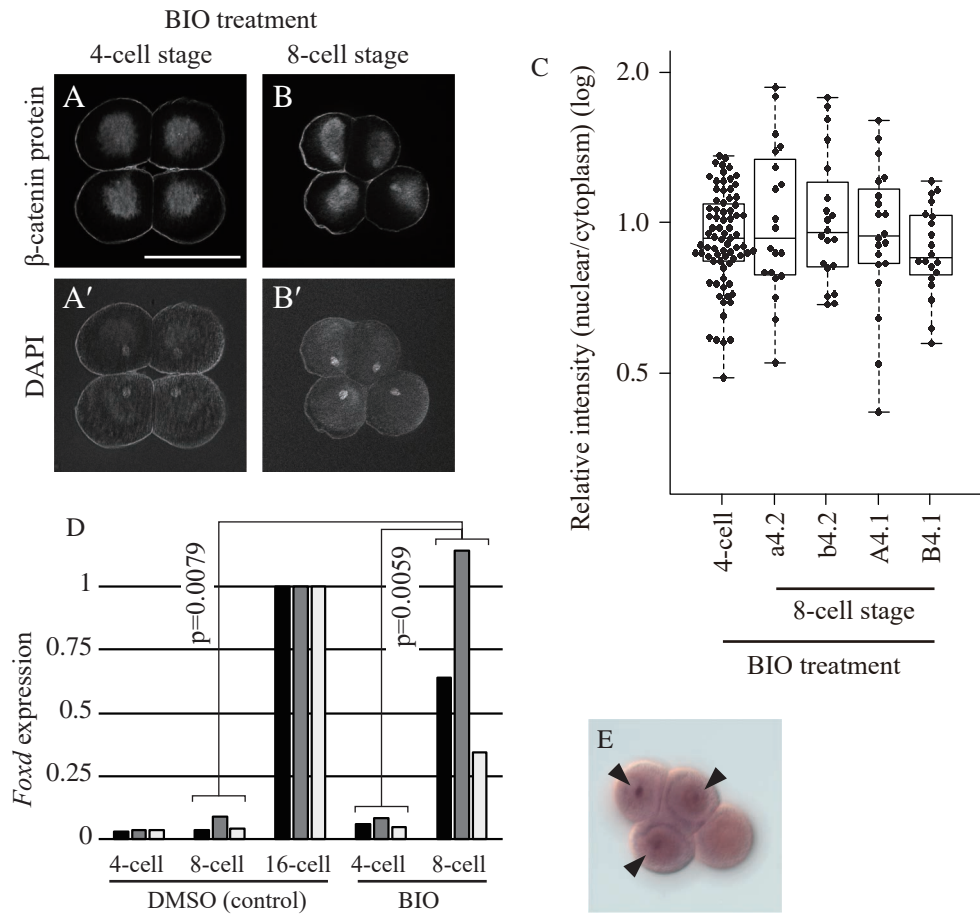 BIO treatment
4-cell stage
8-cell stage
A
B
β-catenin protein
A′
B′
DAPI
C
Relative intensity (nuclear/cytoplasm) (log)
2.0
1.0
0.5
4-cell
a4.2
b4.2
A4.1
B4.1
8-cell stage
BIO treatment
D
Foxd expression
1
0.75
0.5
0.25
0
p=0.0079
p=0.0059
4-cell
8-cell
16-cell
4-cell
8-cell
DMSO (control)
BIO
E